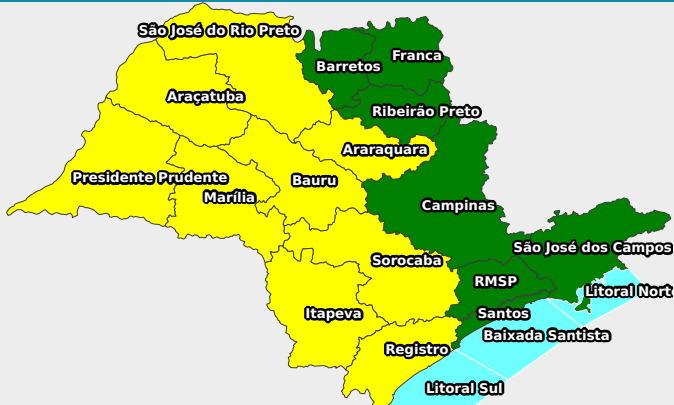 São José do Rio Preto
Franca
Barretos
Araçatuba
Ribeirão Preto
Araraquara
Presidente Prudente
Bauru
Marília
Campinas
São José dos Campos
Sorocaba
RMSP
Litoral Nort
Itapeva
Santos
Baixada Santista
Registro
Litoral Sul